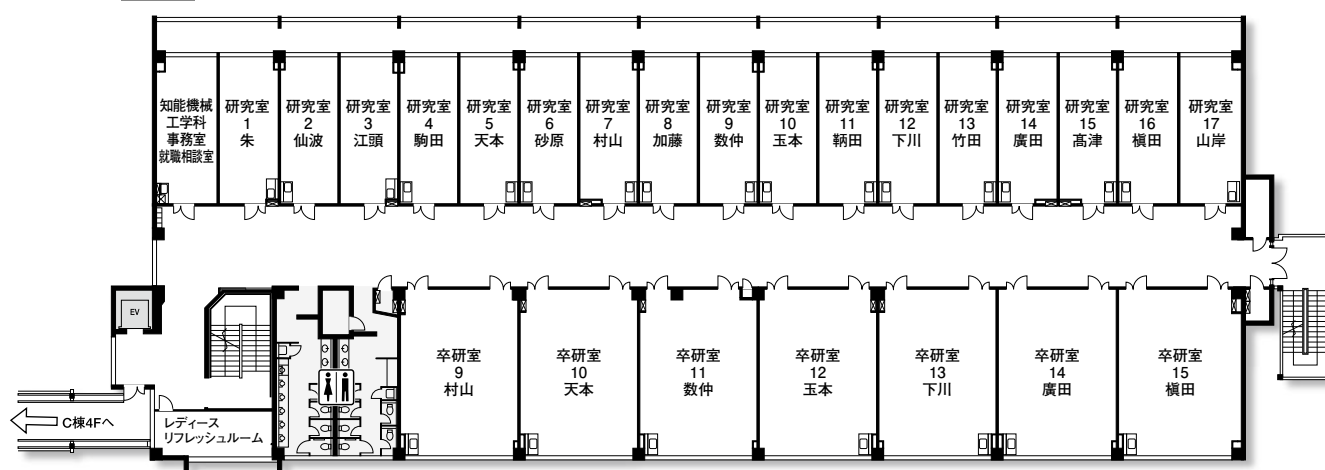 知能機械
工学科
事務室
就職相談室
研究室
1
朱
研究室
2
仙波
研究室
3
江頭
研究室
4
駒田
研究室
5
天本
研究室
6
砂原
研究室
7
村山
研究室
8
加藤
研究室
9
数仲
研究室
10
玉本
研究室
11
鞆田
研究室
12
下川
研究室
13
竹田
研究室
14
廣田
研究室
15
髙津
研究室
16
槇田
研究室
17
山岸
EV
卒研室
9
村山
卒研室
10
天本
卒研室
11
数仲
卒研室
12
玉本
卒研室
13
下川
卒研室
14
廣田
卒研室
15
槇田
C棟4Fへ
レディース
リフレッシュルーム